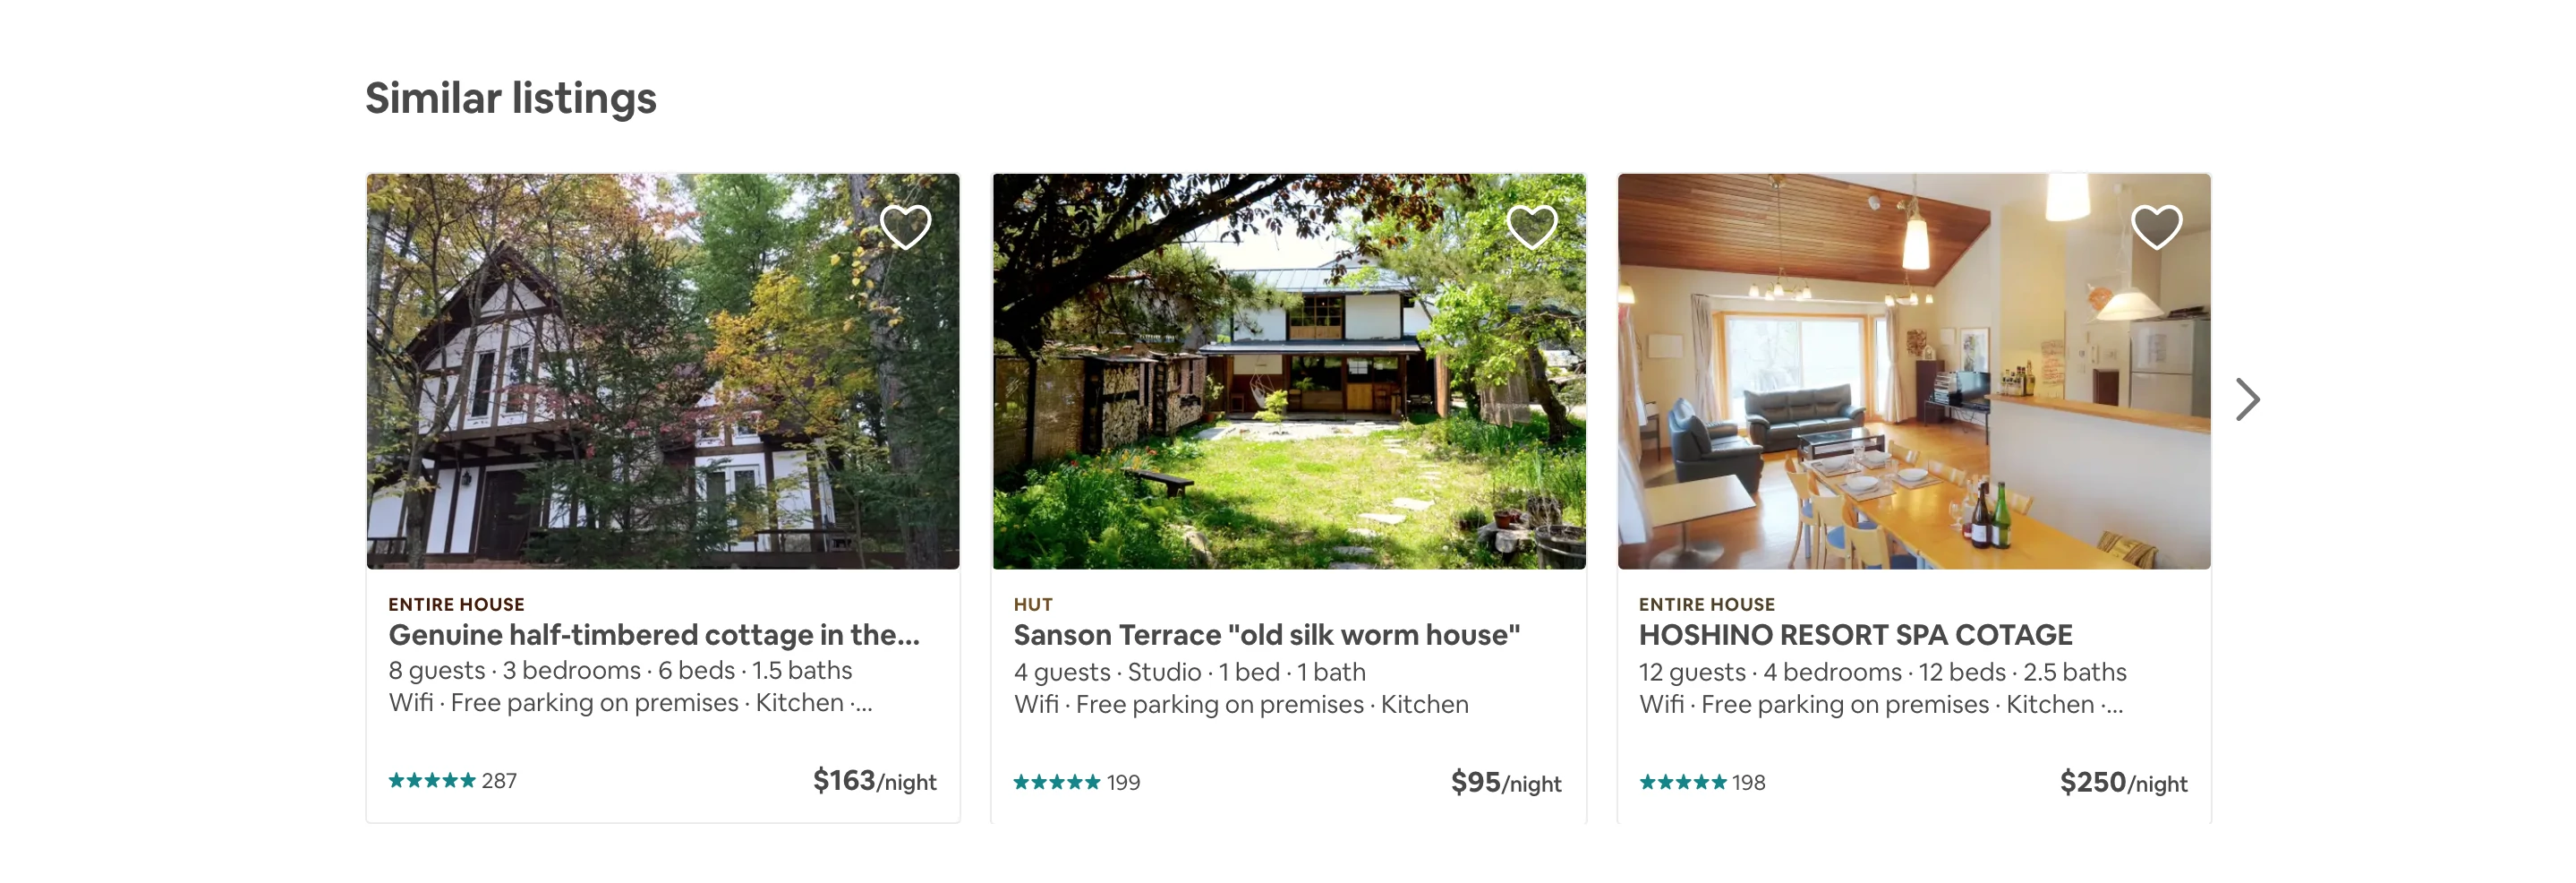 Similar listings
ENTIRE HOUSE
Genuine half-timbered cottage in the...
8 guests · 3 bedrooms · 6 beds · 1.5 baths
Wifi · Free parking on premises · Kitchen ·...
287
$163/night
HUT
Sanson Terrace "old silk worm house"
4 guests · Studio · 1 bed · 1 bath
Wifi · Free parking on premises · Kitchen
199
$95/night
ENTIRE HOUSE
HOSHINO RESORT SPA COTAGE
12 guests · 4 bedrooms · 12 beds · 2.5 baths
Wifi · Free parking on premises · Kitchen ·...
198
$250/night